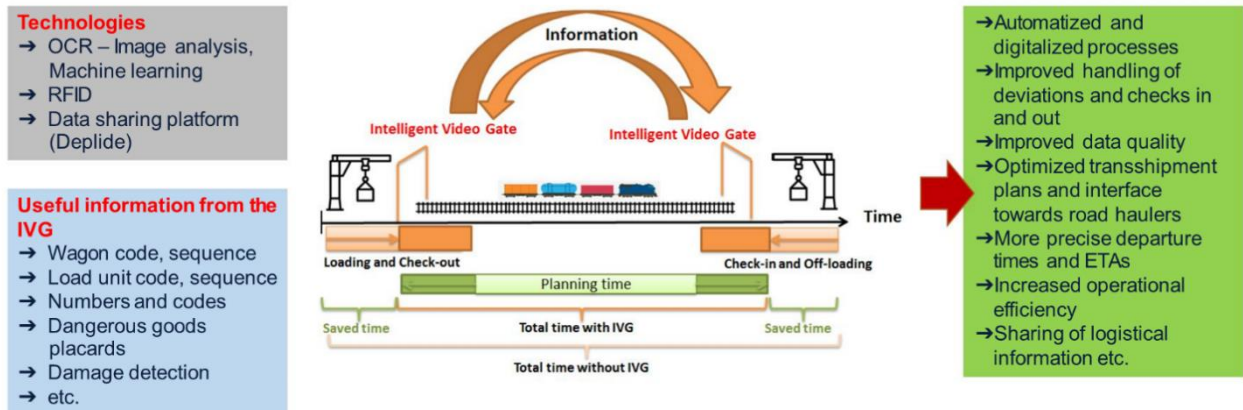 Technologies
➔ OCR – Image analysis,
Machine learning
➔ RFID
➔ Data sharing platform
(Deplide)
Useful information from the
IVG
➔ Wagon code, sequence
➔ Load unit code, sequence
➔ Numbers and codes
➔ Dangerous goods
placards
➔ Damage detection
➔ etc.
Information
Intelligent Video Gate
Intelligent Video Gate
Time
Loading and Check-out
Check-in and Off-loading
Planning time
Saved time
Total time with IVG
Saved time
Total time without IVG
➔Automatized and
digitalized processes
➔Improved handling of
deviations and checks in
and out
➔Improved data quality
➔Optimized transshipment
plans and interface
towards road haulers
➔More precise departure
times and ETAs
➔Increased operational
efficiency
➔Sharing of logistical
information etc.